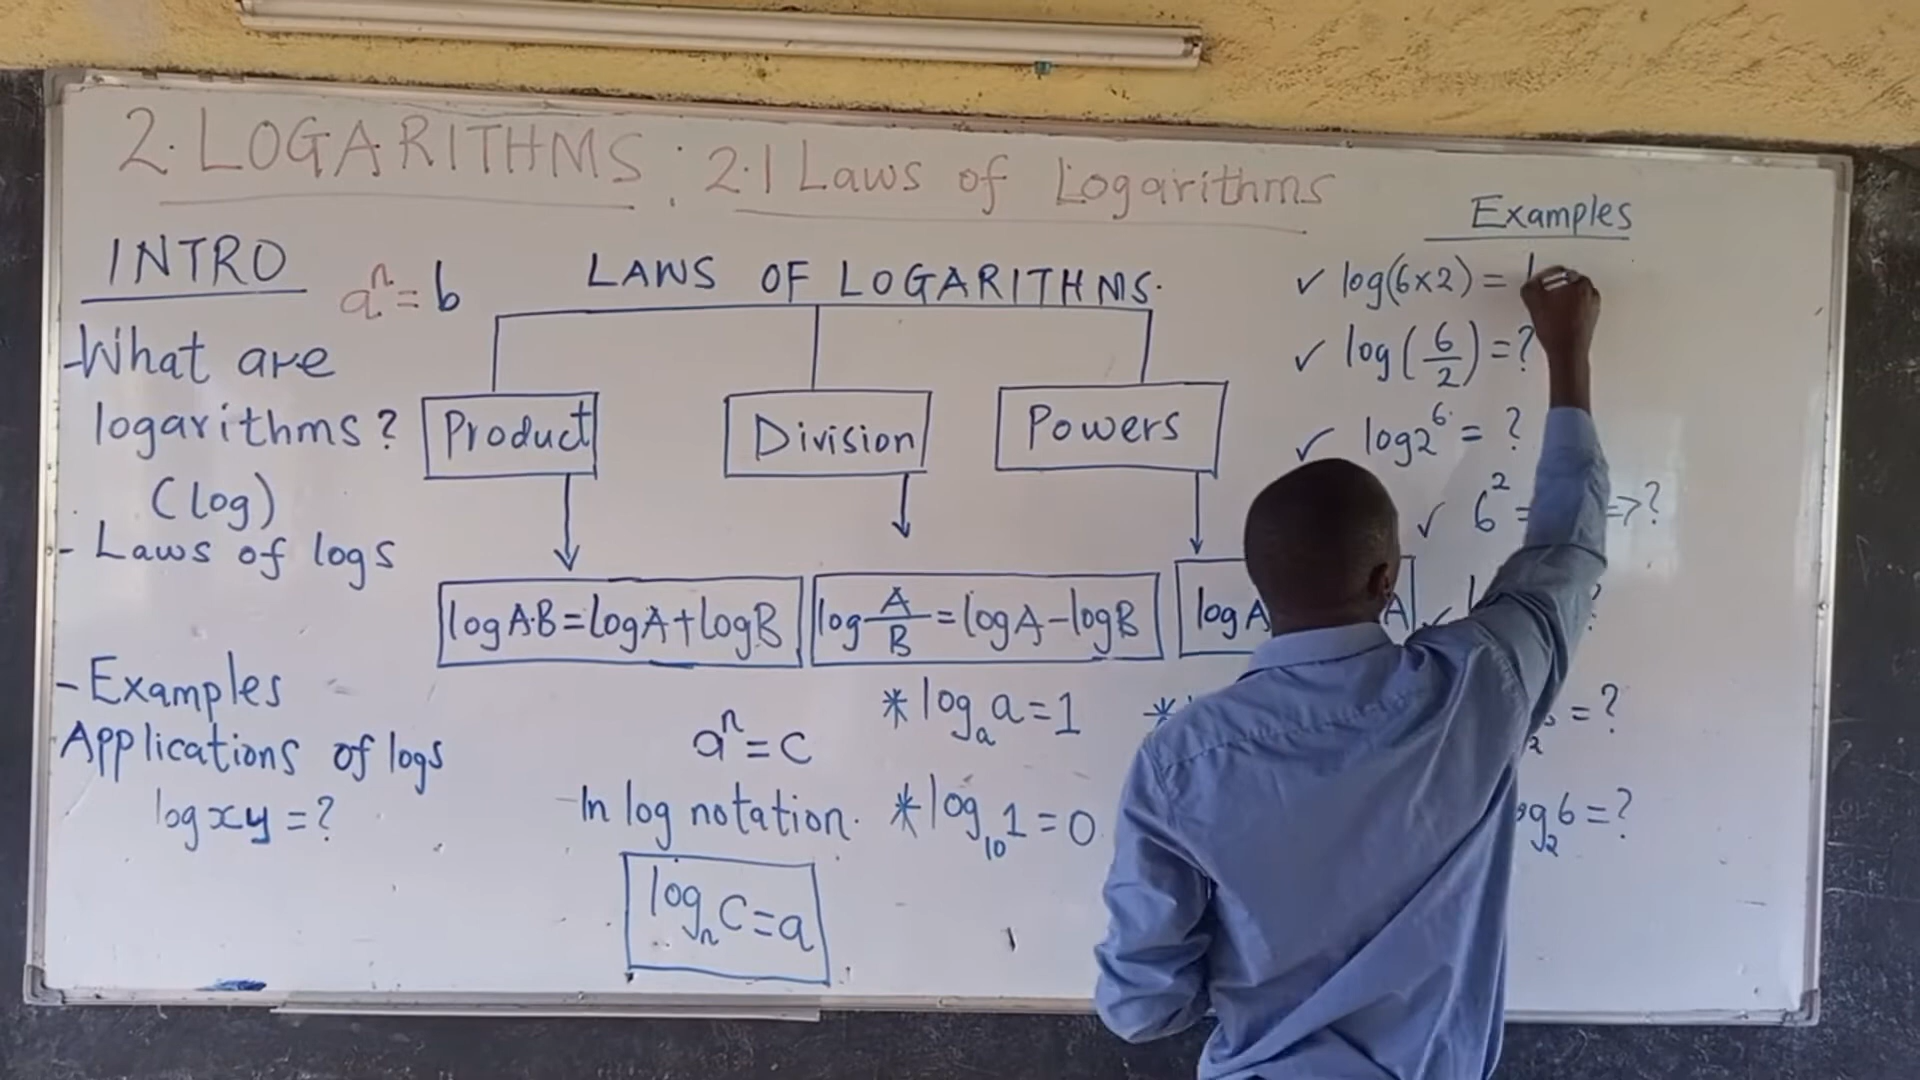 2. LOGARITHMS : 2.1 Laws of Logarithms
INTRO
aⁿ = b
-What are
logarithms?
(log)
- Laws of logs
- Examples
Applications of logs
log xy = ?
LAWS OF LOGARITHMS.
Product
Division
Powers
log A·B = log A + log B
log A/B = log A - log B
log A
A
aⁿ = c
-In log notation.
logₙ C = a
* logₐ a = 1
* log₁₀ 1 = 0
*
Examples
✓ log(6×2) =
✓ log(6/2) = ?
✓ log2⁶ = ?
✓ 6² = => ?
✓ ?
₂ = ?
og₂6 = ?